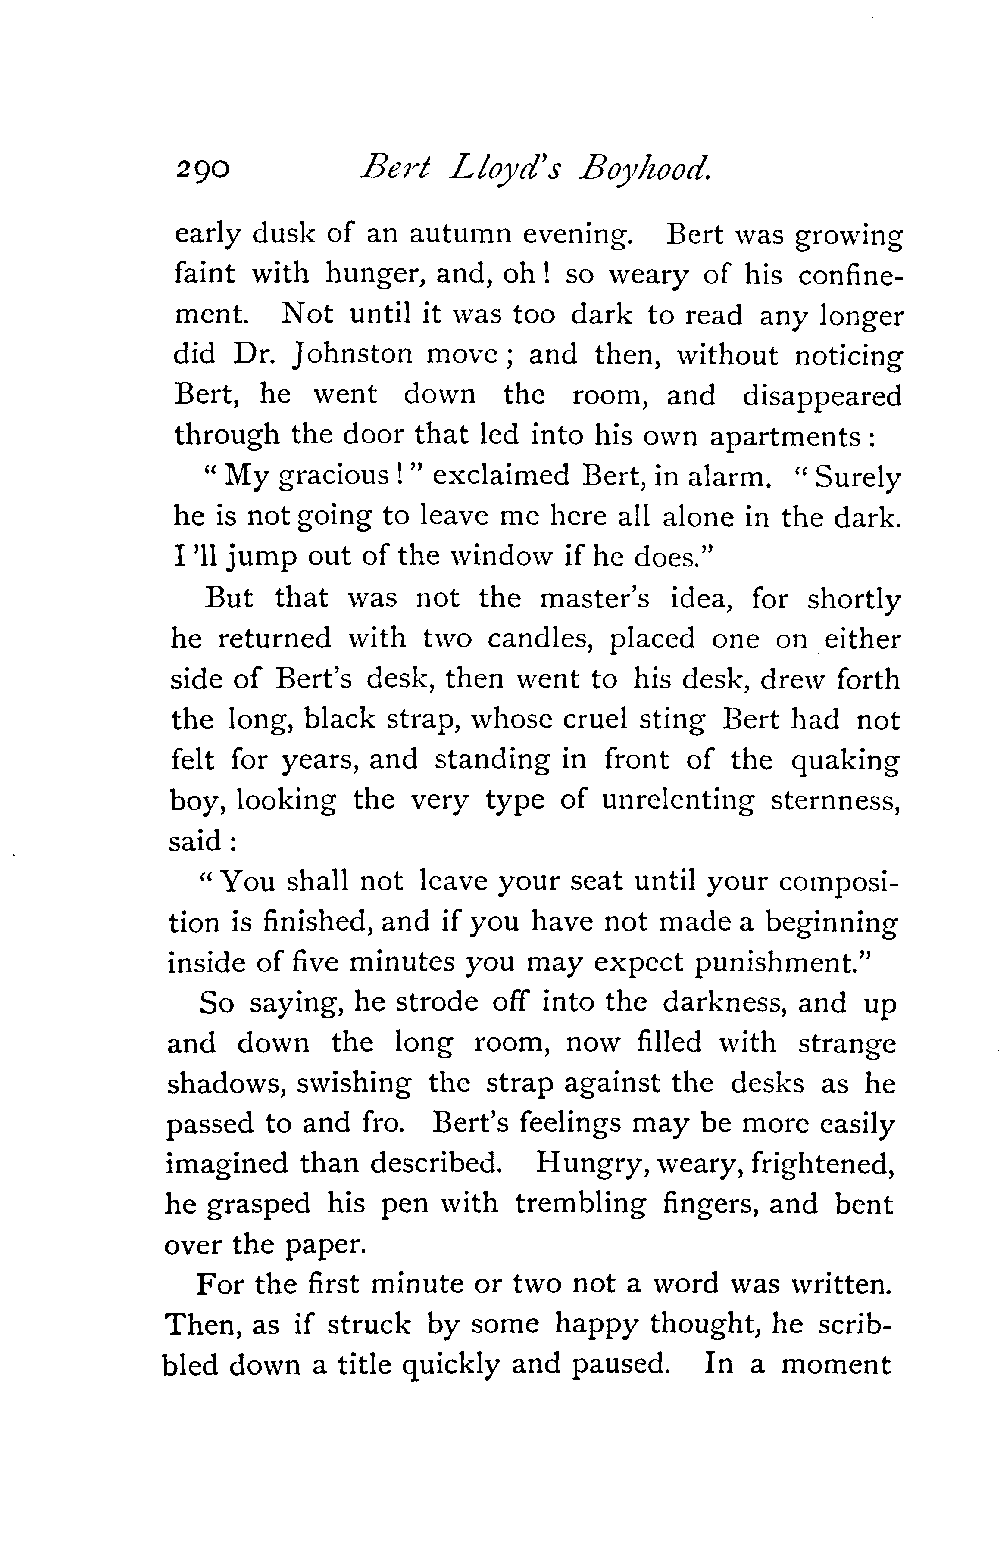 290 Bert Lloyd's Boyhood.
early dusk of an autumn evening. Bert was growing
faint with hunger, and, oh! so weary of his confine-
ment. Not until it was too dark to read any longer
did Dr. Johnston move; and then, without noticing
Bert, he went down the room, and disappeared
through the door that led into his own apartments:
"My gracious!" exclaimed Bert, in alarm. "Surely
he is not going to leave me here all alone in the dark.
I'll jump out of the window if he does."
But that was not the master's idea, for shortly
he returned with two candles, placed one on either
side of Bert's desk, then went to his desk, drew forth
the long, black strap, whose cruel sting Bert had not
felt for years, and standing in front of the quaking
boy, looking the very type of unrelenting sternness,
said:
"You shall not leave your seat until your composi-
tion is finished, and if you have not made a beginning
inside of five minutes you may expect punishment."
So saying, he strode off into the darkness, and up
and down the long room, now filled with strange
shadows, swishing the strap against the desks as he
passed to and fro. Bert's feelings may be more easily
imagined than described. Hungry, weary, frightened,
he grasped his pen with trembling fingers, and bent
over the paper.
For the first minute or two not a word was written.
Then, as if struck by some happy thought, he scrib-
bled down a title quickly and paused. In a moment